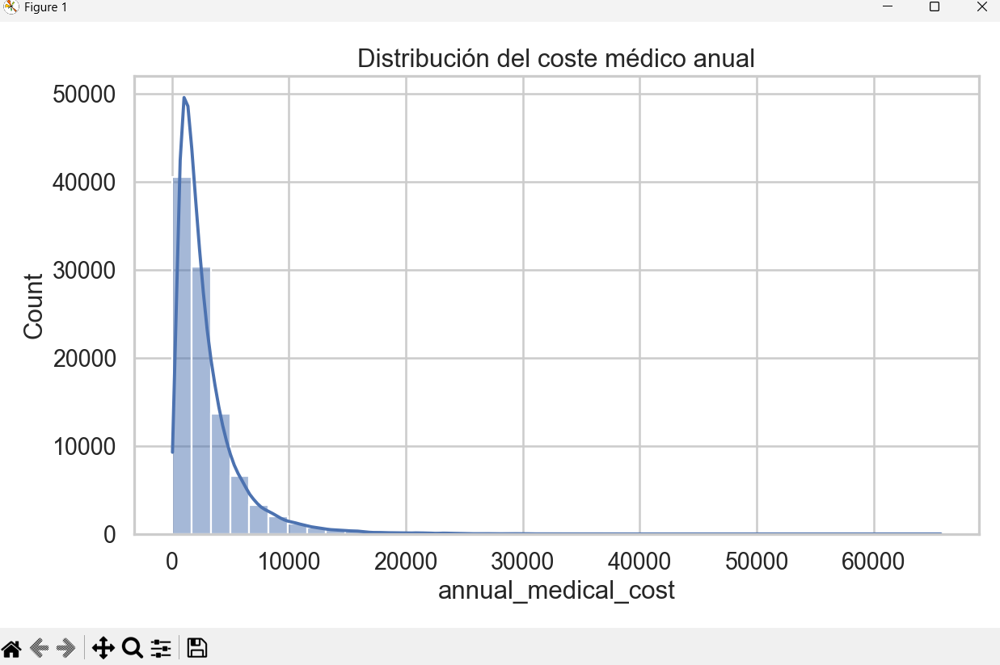 Figure 1
Distribución del coste médico anual
50000
40000
30000
20000
10000
0
Count
0 10000 20000 30000 40000 50000 60000
annual_medical_cost